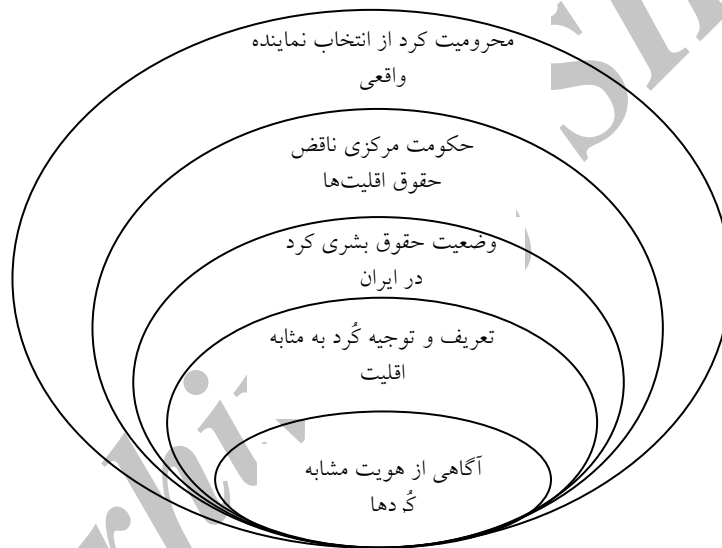 محرومیت کرد از انتخاب نماینده
واقعی
حکومت مرکزی ناقض
حقوق اقلیت‌ها
وضعیت حقوق بشری کرد
در ایران
تعریف و توجیه کُرد به مثابه
اقلیت
آگاهی از هویت مشابه
کُردها